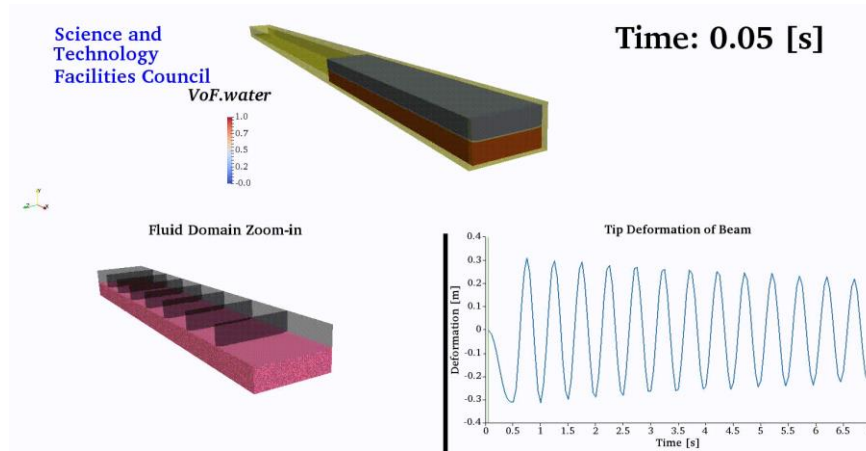 Science and
Technology
Facilities Council
Time: 0.05 [s]
VoF.water
1.0
0.7
0.5
0.2
-0.0
Fluid Domain Zoom-in
Tip Deformation of Beam
Deformation [m]
0.4
0.3
0.2
0.1
0
-0.1
-0.2
-0.3
-0.4
0 0.5 1 1.5 2 2.5 3 3.5 4 4.5 5 5.5 6 6.5
Time [s]